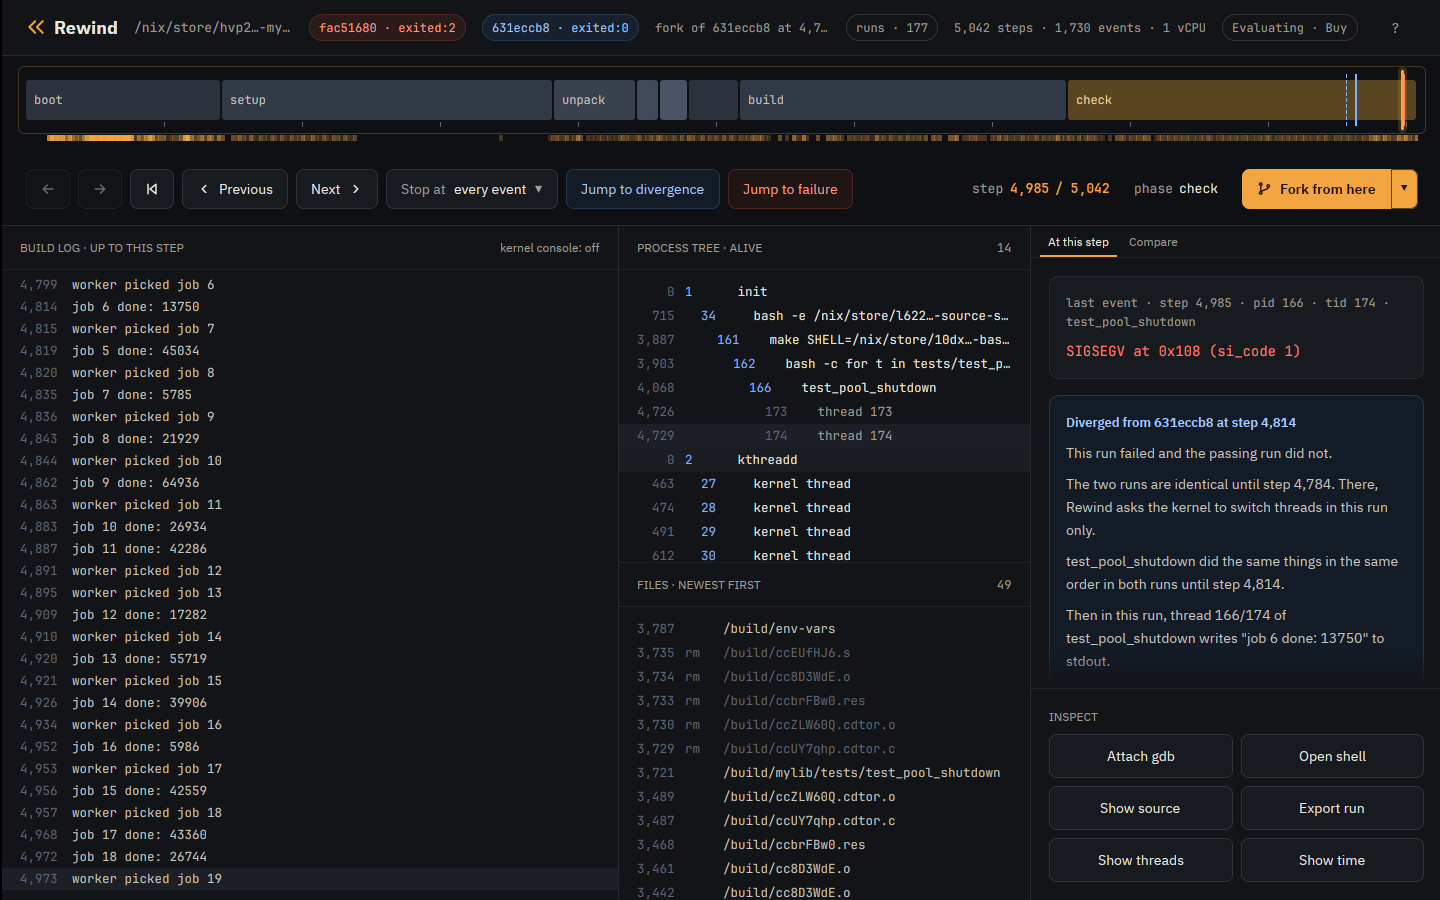 Rewind /nix/store/hvp2…-my… fac51680 · exited:2 631eccb8 · exited:0 fork of 631eccb8 at 4,7… runs · 177 5,042 steps · 1,730 events · 1 vCPU Evaluating · Buy ?
boot setup unpack build check
Previous Next Stop at every event Jump to divergence Jump to failure step 4,985 / 5,042 phase check Fork from here
BUILD LOG · UP TO THIS STEP kernel console: off
4,799 worker picked job 6
4,814 job 6 done: 13750
4,815 worker picked job 7
4,819 job 5 done: 45034
4,820 worker picked job 8
4,835 job 7 done: 5785
4,836 worker picked job 9
4,843 job 8 done: 21929
4,844 worker picked job 10
4,862 job 9 done: 64936
4,863 worker picked job 11
4,883 job 10 done: 26934
4,887 job 11 done: 42286
4,891 worker picked job 12
4,895 worker picked job 13
4,909 job 12 done: 17282
4,910 worker picked job 14
4,920 job 13 done: 55719
4,921 worker picked job 15
4,926 job 14 done: 39906
4,934 worker picked job 16
4,952 job 16 done: 5986
4,953 worker picked job 17
4,956 job 15 done: 42559
4,957 worker picked job 18
4,968 job 17 done: 43360
4,972 job 18 done: 26744
4,973 worker picked job 19
PROCESS TREE · ALIVE 14
0 1 init
715 34 bash -e /nix/store/l622…-source-s…
3,887 161 make SHELL=/nix/store/10dx…-bas…
3,903 162 bash -c for t in tests/test_p…
4,068 166 test_pool_shutdown
4,726 173 thread 173
4,729 174 thread 174
0 2 kthreadd
463 27 kernel thread
474 28 kernel thread
491 29 kernel thread
612 30 kernel thread
FILES · NEWEST FIRST 49
3,787 /build/env-vars
3,735 rm /build/ccEUfHJ6.s
3,734 rm /build/cc8D3WdE.o
3,733 rm /build/ccbrFBw0.res
3,730 rm /build/ccZLW60Q.cdtor.o
3,729 rm /build/ccUY7qhp.cdtor.c
3,721 /build/mylib/tests/test_pool_shutdown
3,489 /build/ccZLW60Q.cdtor.o
3,487 /build/ccUY7qhp.cdtor.c
3,468 /build/ccbrFBw0.res
3,461 /build/cc8D3WdE.o
3,442 /build/cc8D3WdE.o
At this step Compare
last event · step 4,985 · pid 166 · tid 174 ·
test_pool_shutdown
SIGSEGV at 0x108 (si_code 1)
Diverged from 631eccb8 at step 4,814
This run failed and the passing run did not.
The two runs are identical until step 4,784. There,
Rewind asks the kernel to switch threads in this run
only.
test_pool_shutdown did the same things in the same
order in both runs until step 4,814.
Then in this run, thread 166/174 of
test_pool_shutdown writes "job 6 done: 13750" to
stdout.
INSPECT
Attach gdb Open shell
Show source Export run
Show threads Show time